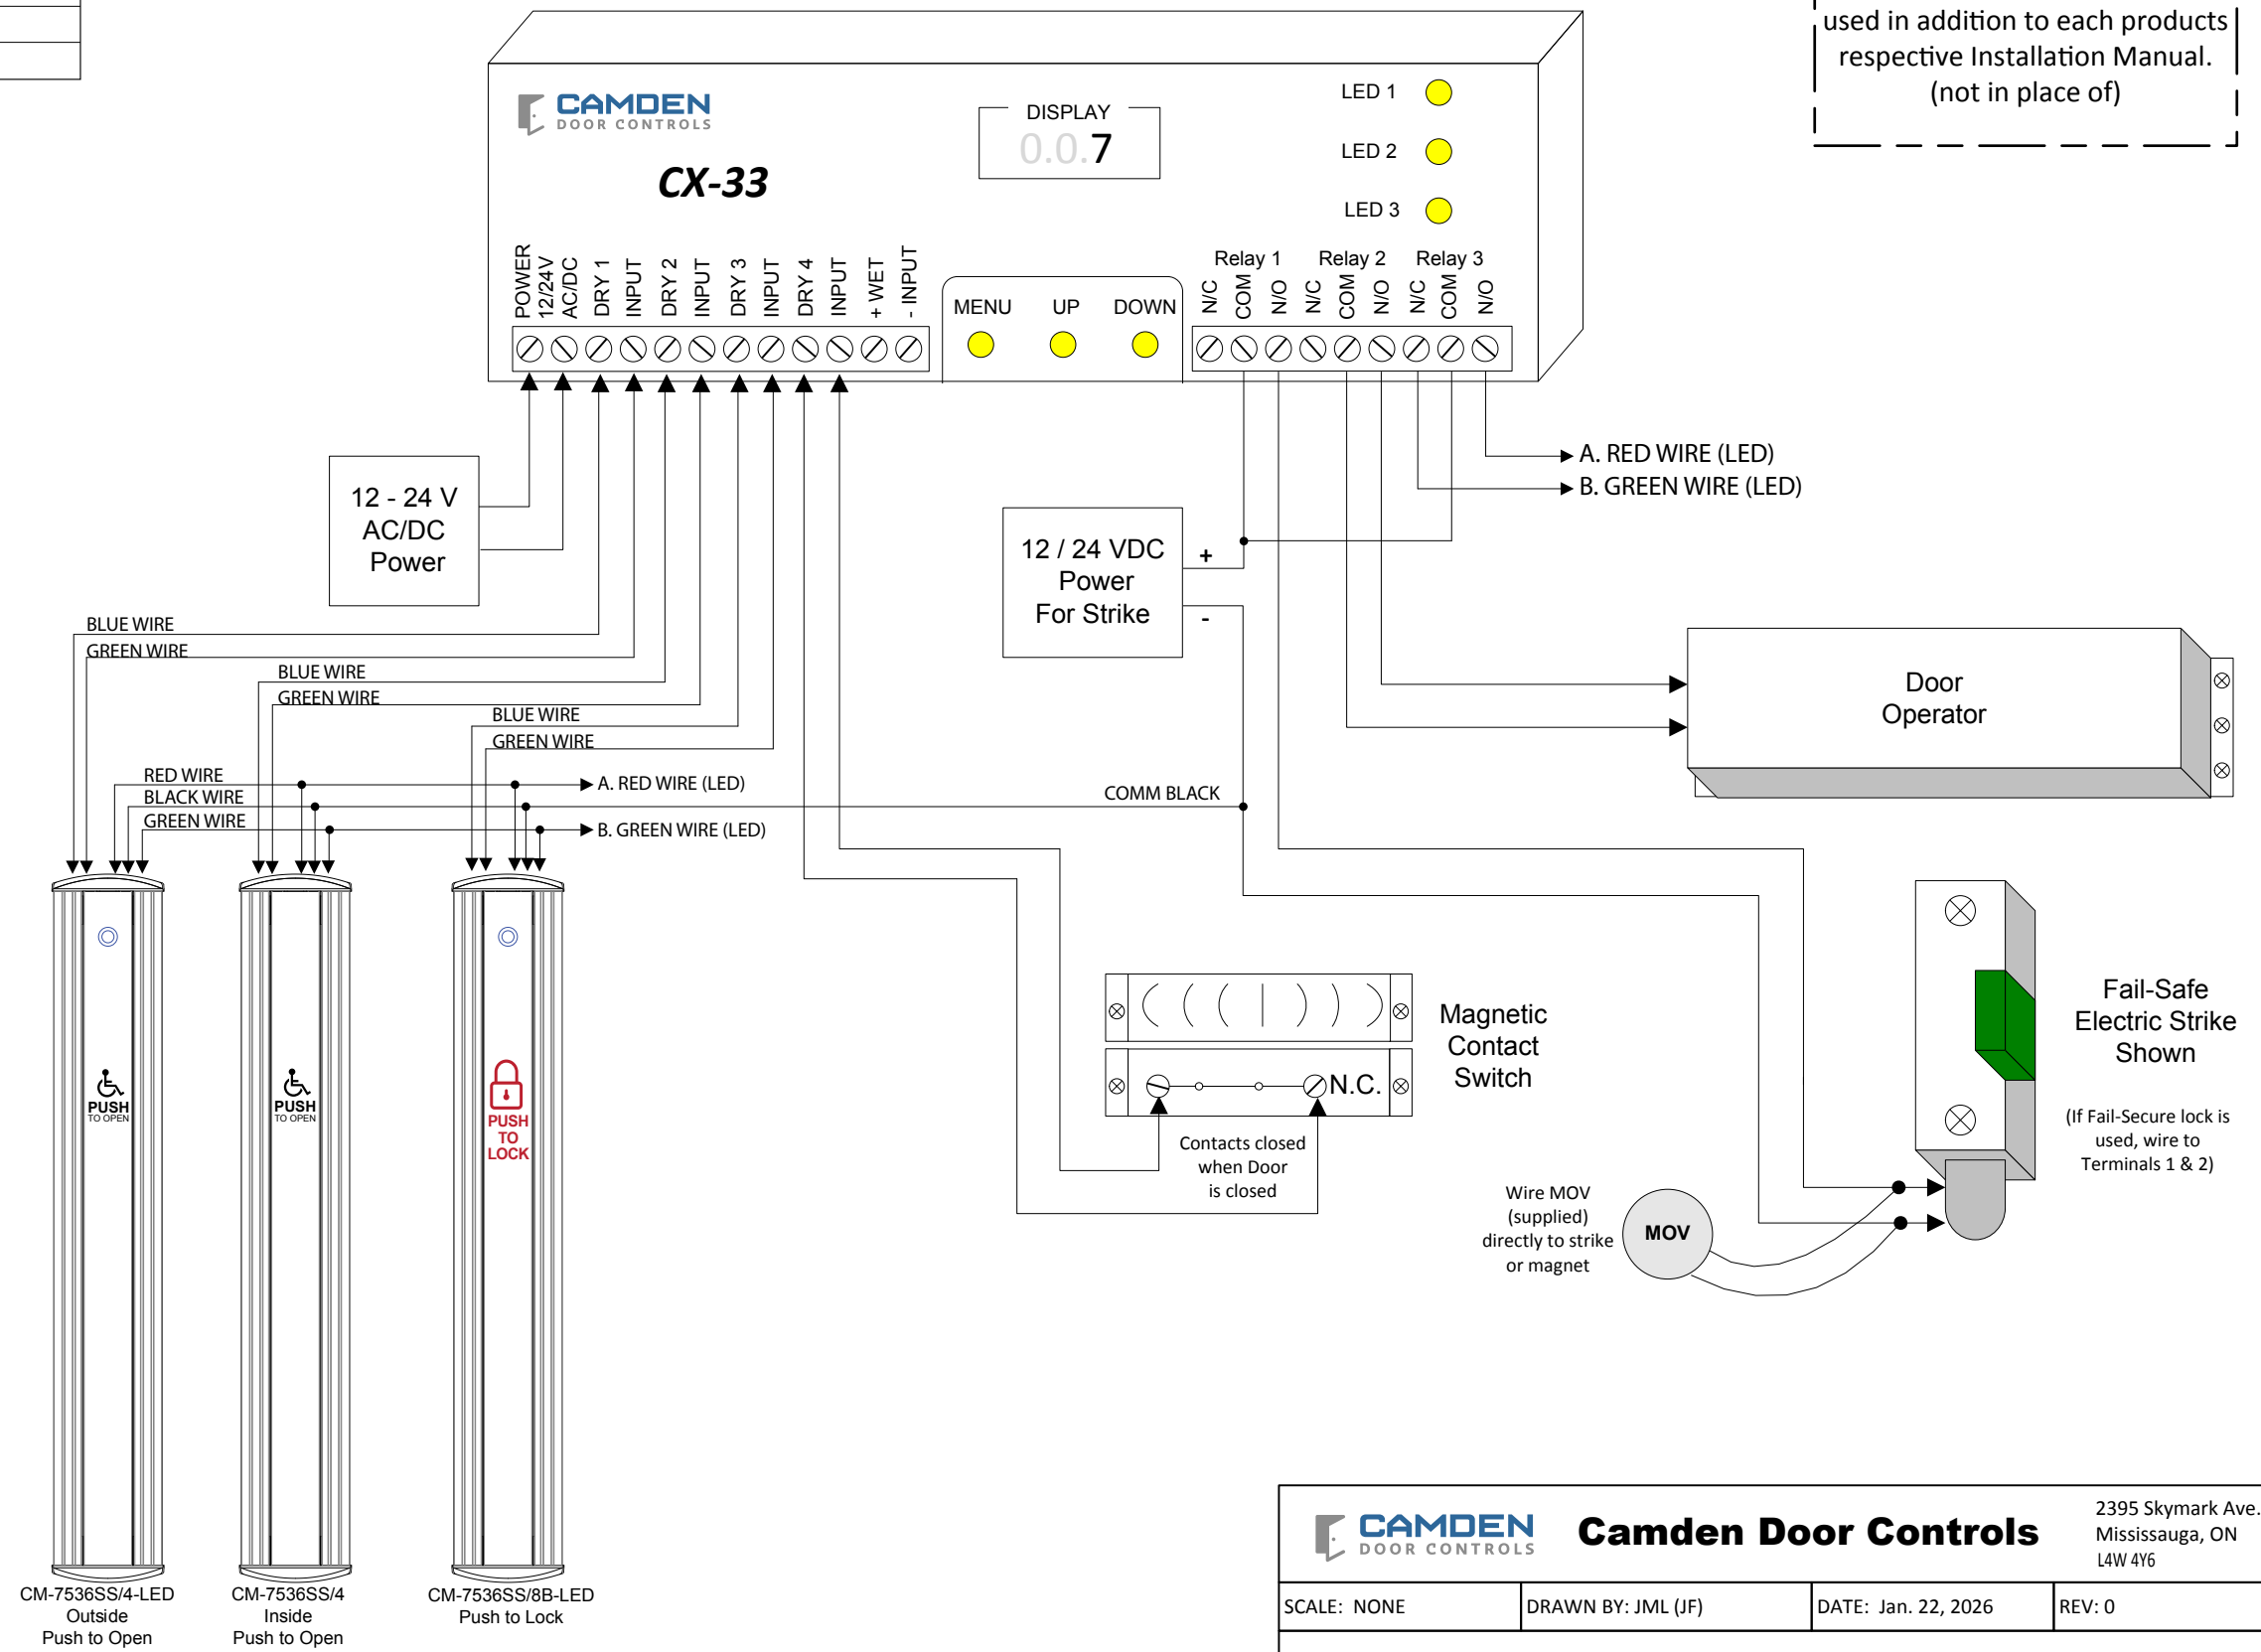 used in addition to each products
respective Installation Manual.
(not in place of)
CAMDEN
DOOR CONTROLS
CX-33
DISPLAY
0.0.7
LED 1
LED 2
LED 3
POWER
12/24V
AC/DC
DRY 1
INPUT
DRY 2
INPUT
DRY 3
INPUT
DRY 4
INPUT
+ WET
- INPUT
MENU
UP
DOWN
Relay 1
Relay 2
Relay 3
N/C
COM
N/O
N/C
COM
N/O
N/C
COM
N/O
A. RED WIRE (LED)
B. GREEN WIRE (LED)
12 - 24 V
AC/DC
Power
12 / 24 VDC
Power
For Strike
+
-
BLUE WIRE
GREEN WIRE
BLUE WIRE
GREEN WIRE
BLUE WIRE
GREEN WIRE
RED WIRE
BLACK WIRE
GREEN WIRE
A. RED WIRE (LED)
B. GREEN WIRE (LED)
COMM BLACK
Door
Operator
PUSH
TO OPEN
PUSH
TO OPEN
PUSH
TO
LOCK
Magnetic
Contact
Switch
N.C.
Contacts closed
when Door
is closed
Fail-Safe
Electric Strike
Shown
(If Fail-Secure lock is
used, wire to
Terminals 1 & 2)
Wire MOV
(supplied)
directly to strike
or magnet
MOV
CM-7536SS/4-LED
Outside
Push to Open
CM-7536SS/4
Inside
Push to Open
CM-7536SS/8B-LED
Push to Lock
CAMDEN
DOOR CONTROLS
Camden Door Controls
2395 Skymark Ave.
Mississauga, ON
L4W 4Y6
SCALE: NONE
DRAWN BY: JML (JF)
DATE: Jan. 22, 2026
REV: 0